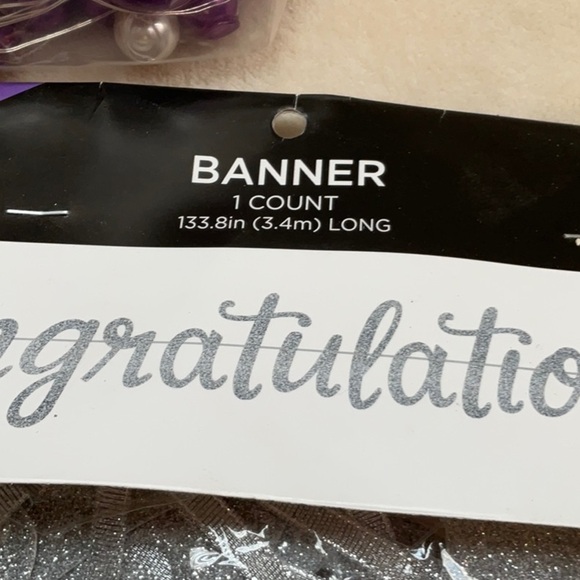 BANNER
1 COUNT
133.8in (3.4m) LONG
ngratulatio